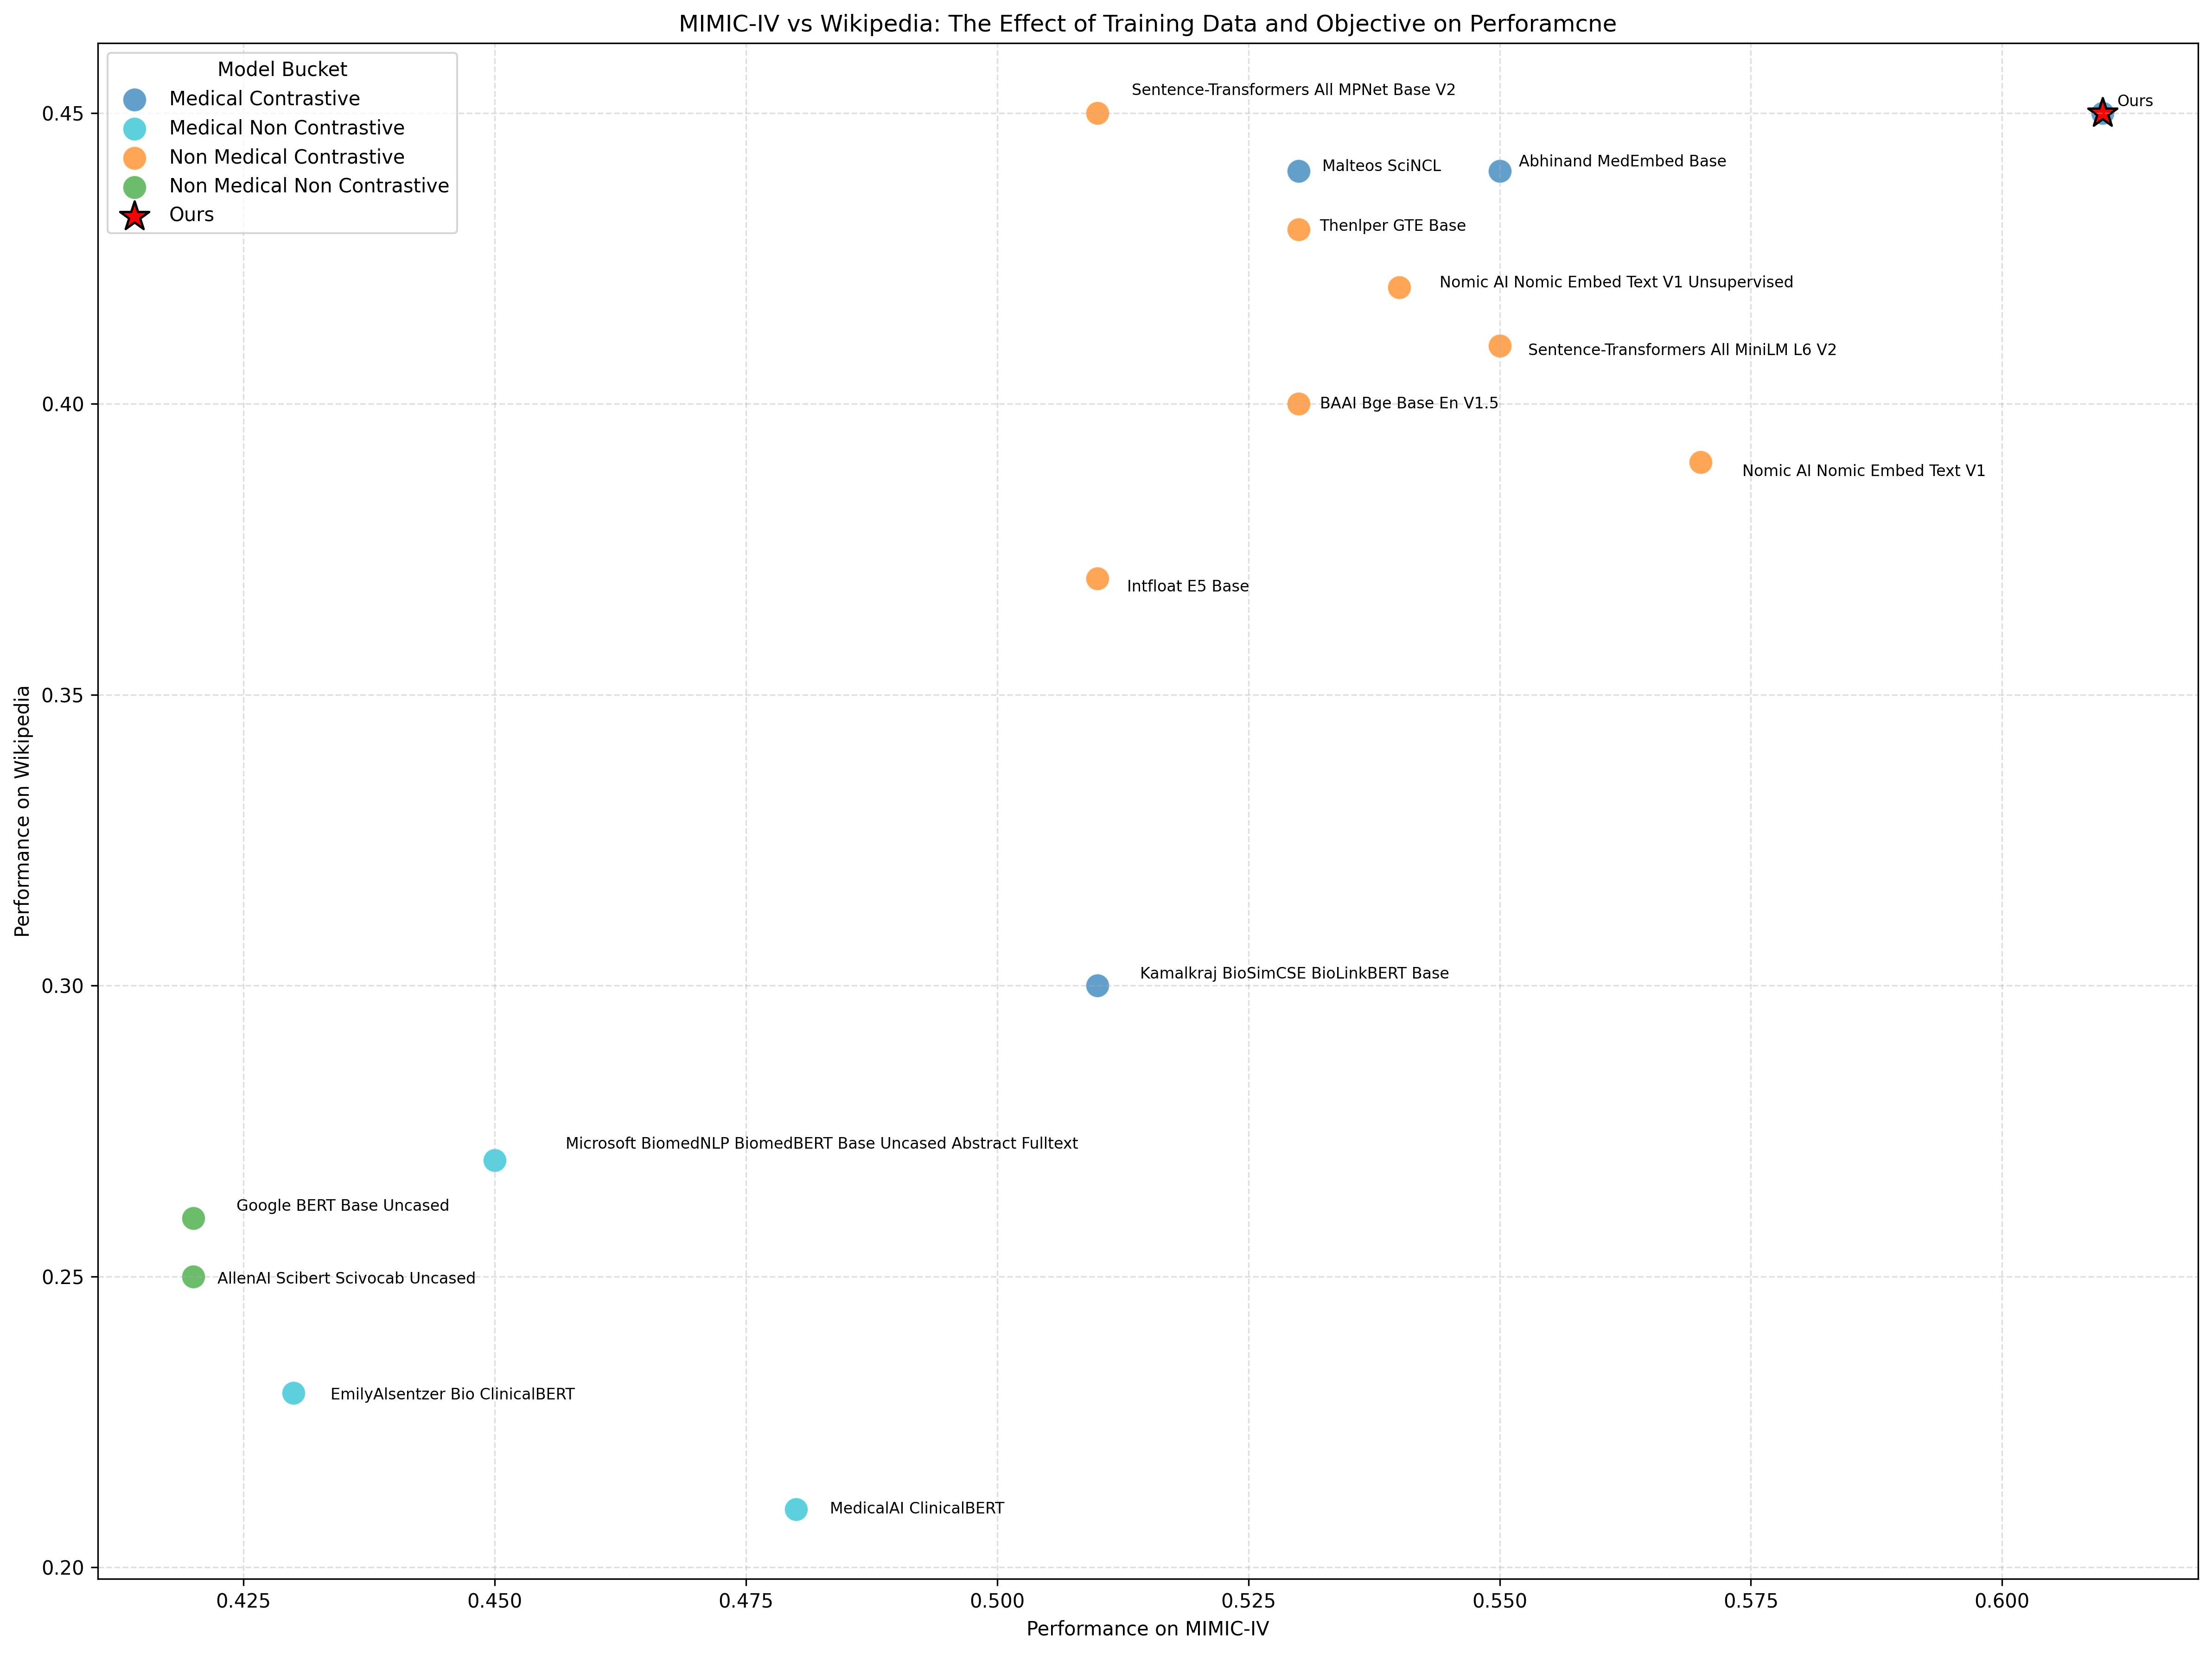 MIMIC-IV vs Wikipedia: The Effect of Training Data and Objective on Perforamcne
Model Bucket
Medical Contrastive
Medical Non Contrastive
Non Medical Contrastive
Non Medical Non Contrastive
Ours
Sentence-Transformers All MPNet Base V2
Ours
Malteos SciNCL
Abhinand MedEmbed Base
Thenlper GTE Base
Nomic AI Nomic Embed Text V1 Unsupervised
Sentence-Transformers All MiniLM L6 V2
BAAI Bge Base En V1.5
Nomic AI Nomic Embed Text V1
Intfloat E5 Base
Kamalkraj BioSimCSE BioLinkBERT Base
Microsoft BiomedNLP BiomedBERT Base Uncased Abstract Fulltext
Google BERT Base Uncased
AllenAI Scibert Scivocab Uncased
EmilyAlsentzer Bio ClinicalBERT
MedicalAI ClinicalBERT
Performance on Wikipedia
0.45
0.40
0.35
0.30
0.25
0.20
0.425
0.450
0.475
0.500
0.525
0.550
0.575
0.600
Performance on MIMIC-IV